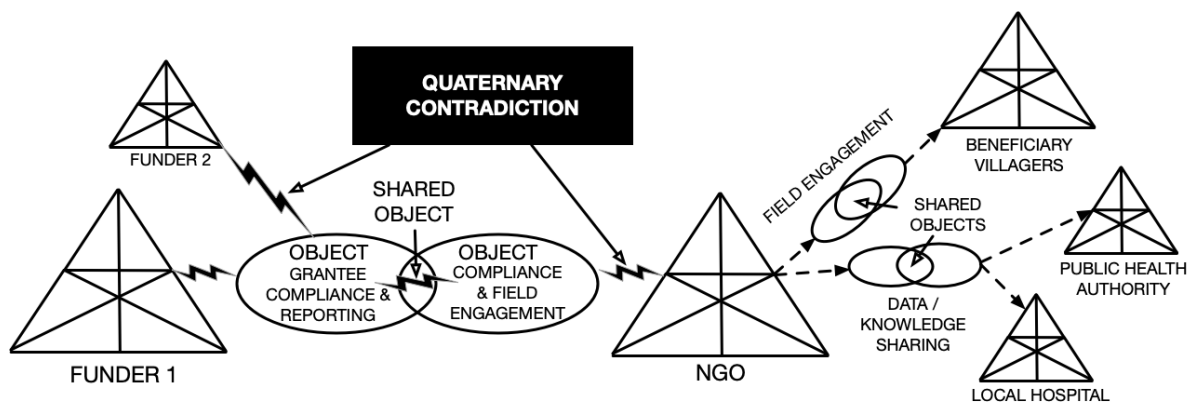 QUATERNARY
CONTRADICTION
FUNDER 2
FUNDER 1
SHARED
OBJECT
OBJECT
GRANTEE
COMPLIANCE &
REPORTING
OBJECT
COMPLIANCE
& FIELD
ENGAGEMENT
NGO
FIELD ENGAGEMENT
SHARED
OBJECTS
DATA /
KNOWLEDGE
SHARING
BENEFICIARY
VILLAGERS
PUBLIC HEALTH
AUTHORITY
LOCAL HOSPITAL